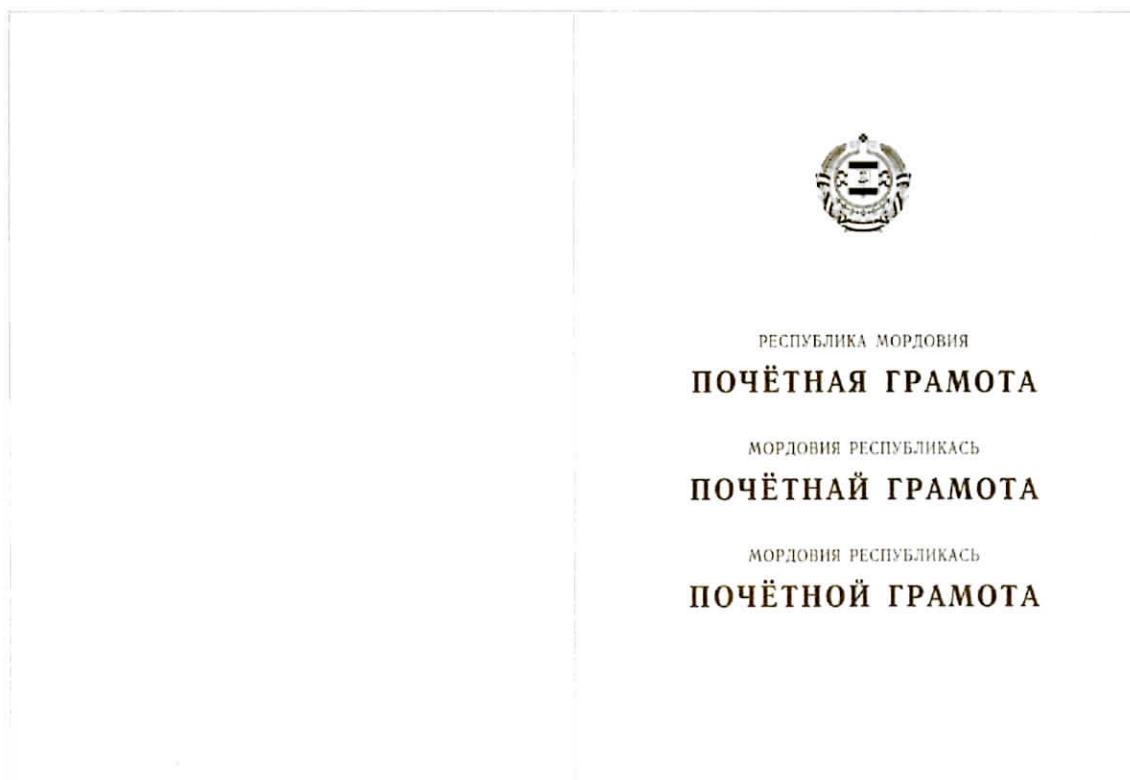 РЕСПУБЛИКА МОРДОВИЯ
ПОЧЁТНАЯ ГРАМОТА
МОРДОВИЯ РЕСПУБЛИКАСЬ
ПОЧЁТНАЙ ГРАМОТА
МОРДОВИЯ РЕСПУБЛИКАСЬ
ПОЧЁТНОЙ ГРАМОТА